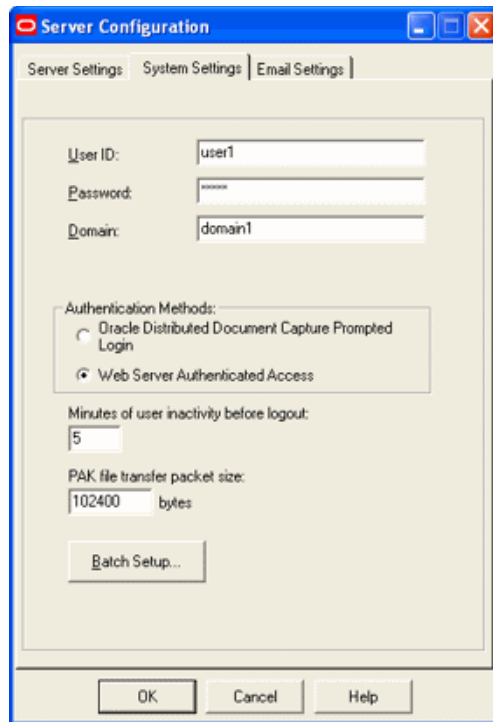 Server Configuration
Server Settings System Settings Email Settings
User ID: user1
Password: *****
Domain: domain1
Authentication Methods:
Oracle Distributed Document Capture Prompted
Login
Web Server Authenticated Access
Minutes of user inactivity before logout:
5
PAK file transfer packet size:
102400 bytes
Batch Setup...
OK Cancel Help